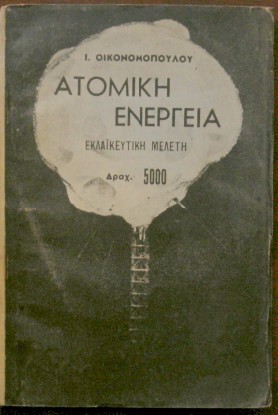 Ι. ΟΙΚΟΝΟΜΟΠΟΥΛΟΥ
ΑΤΟΜΙΚΗ
ΕΝΕΡΓΕΙΑ
ΕΚΛΑΪΚΕΥΤΙΚΗ ΜΕΛΕΤΗ
Δραχ. 5000